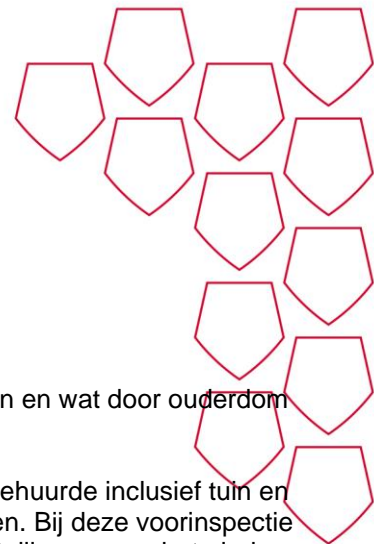 n en wat door ouderdom
ehuurde inclusief tuin en
en. Bij deze voorinspectie